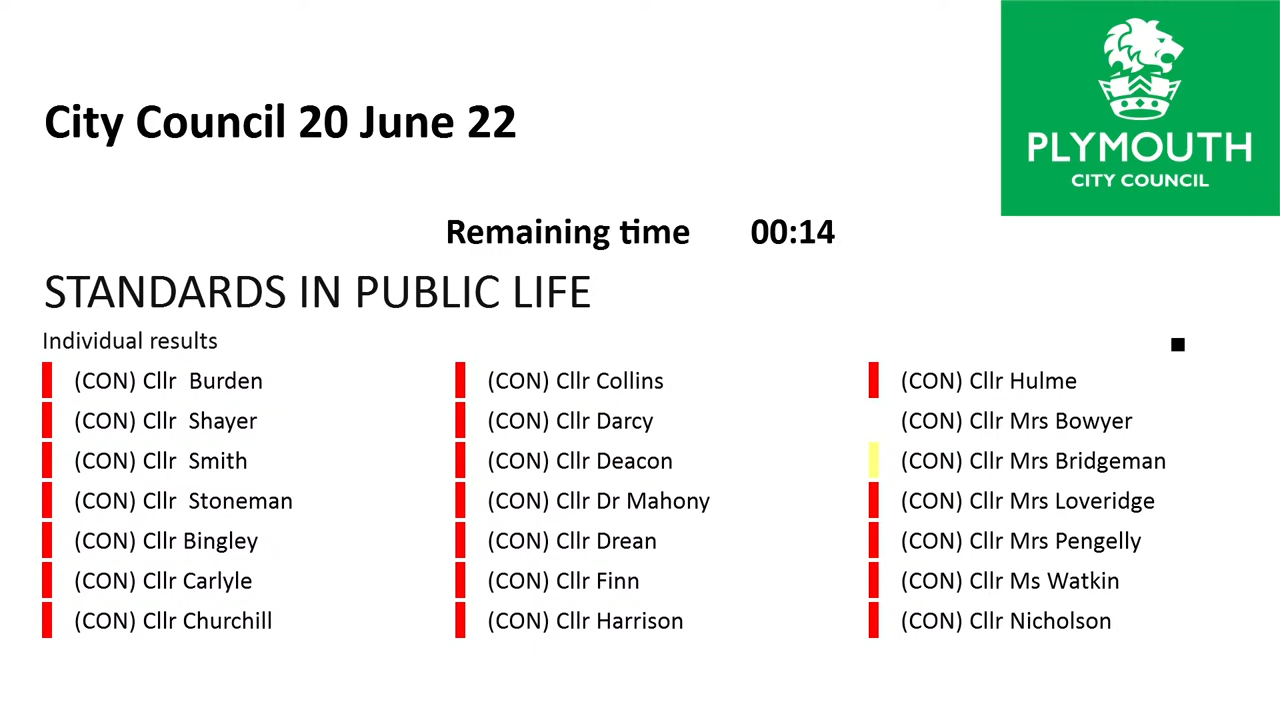 City Council 20 June 22
PLYMOUTH
CITY COUNCIL
Remaining time 00:14
STANDARDS IN PUBLIC LIFE
Individual results
(CON) Cllr  Burden
(CON) Cllr  Shayer
(CON) Cllr  Smith
(CON) Cllr  Stoneman
(CON) Cllr Bingley
(CON) Cllr Carlyle
(CON) Cllr Churchill
(CON) Cllr Collins
(CON) Cllr Darcy
(CON) Cllr Deacon
(CON) Cllr Dr Mahony
(CON) Cllr Drean
(CON) Cllr Finn
(CON) Cllr Harrison
(CON) Cllr Hulme
(CON) Cllr Mrs Bowyer
(CON) Cllr Mrs Bridgeman
(CON) Cllr Mrs Loveridge
(CON) Cllr Mrs Pengelly
(CON) Cllr Ms Watkin
(CON) Cllr Nicholson